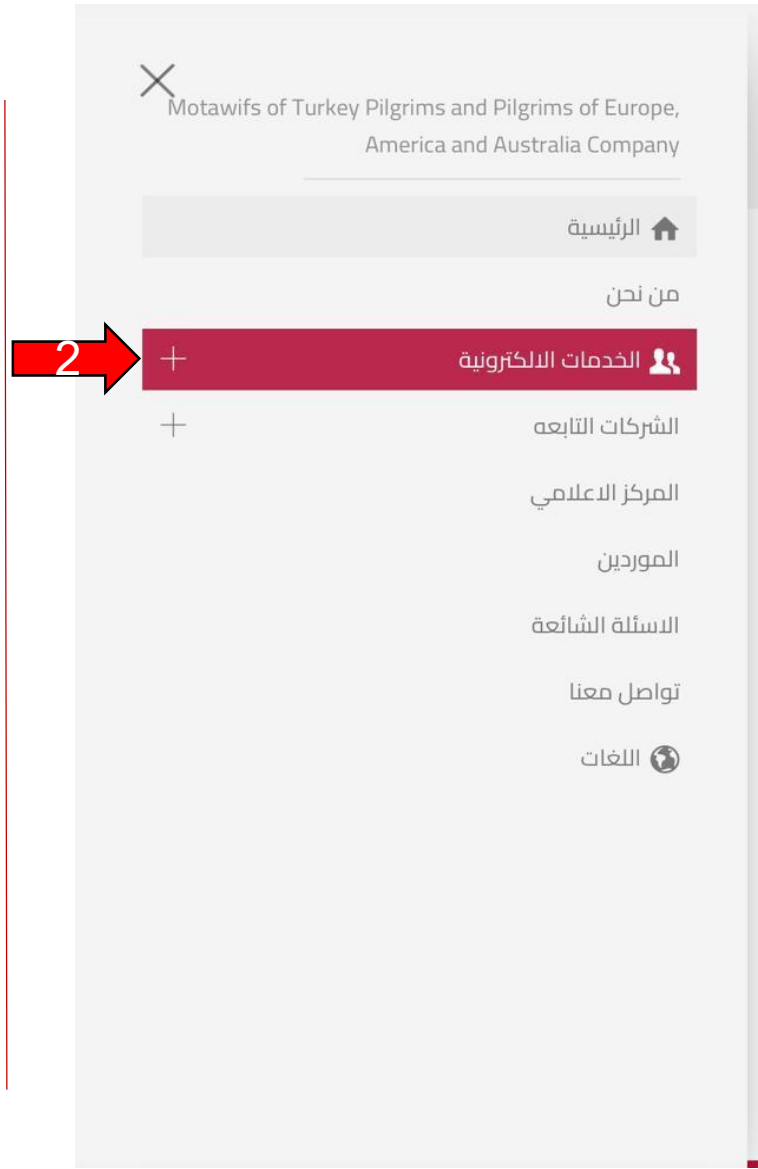 Motawifs of Turkey Pilgrims and Pilgrims of Europe,
America and Australia Company
الرئيسية
من نحن
2
الخدمات الالكترونية
الشركات التابعه
المركز الاعلامي
الموردين
الاسئلة الشائعة
تواصل معنا
اللغات